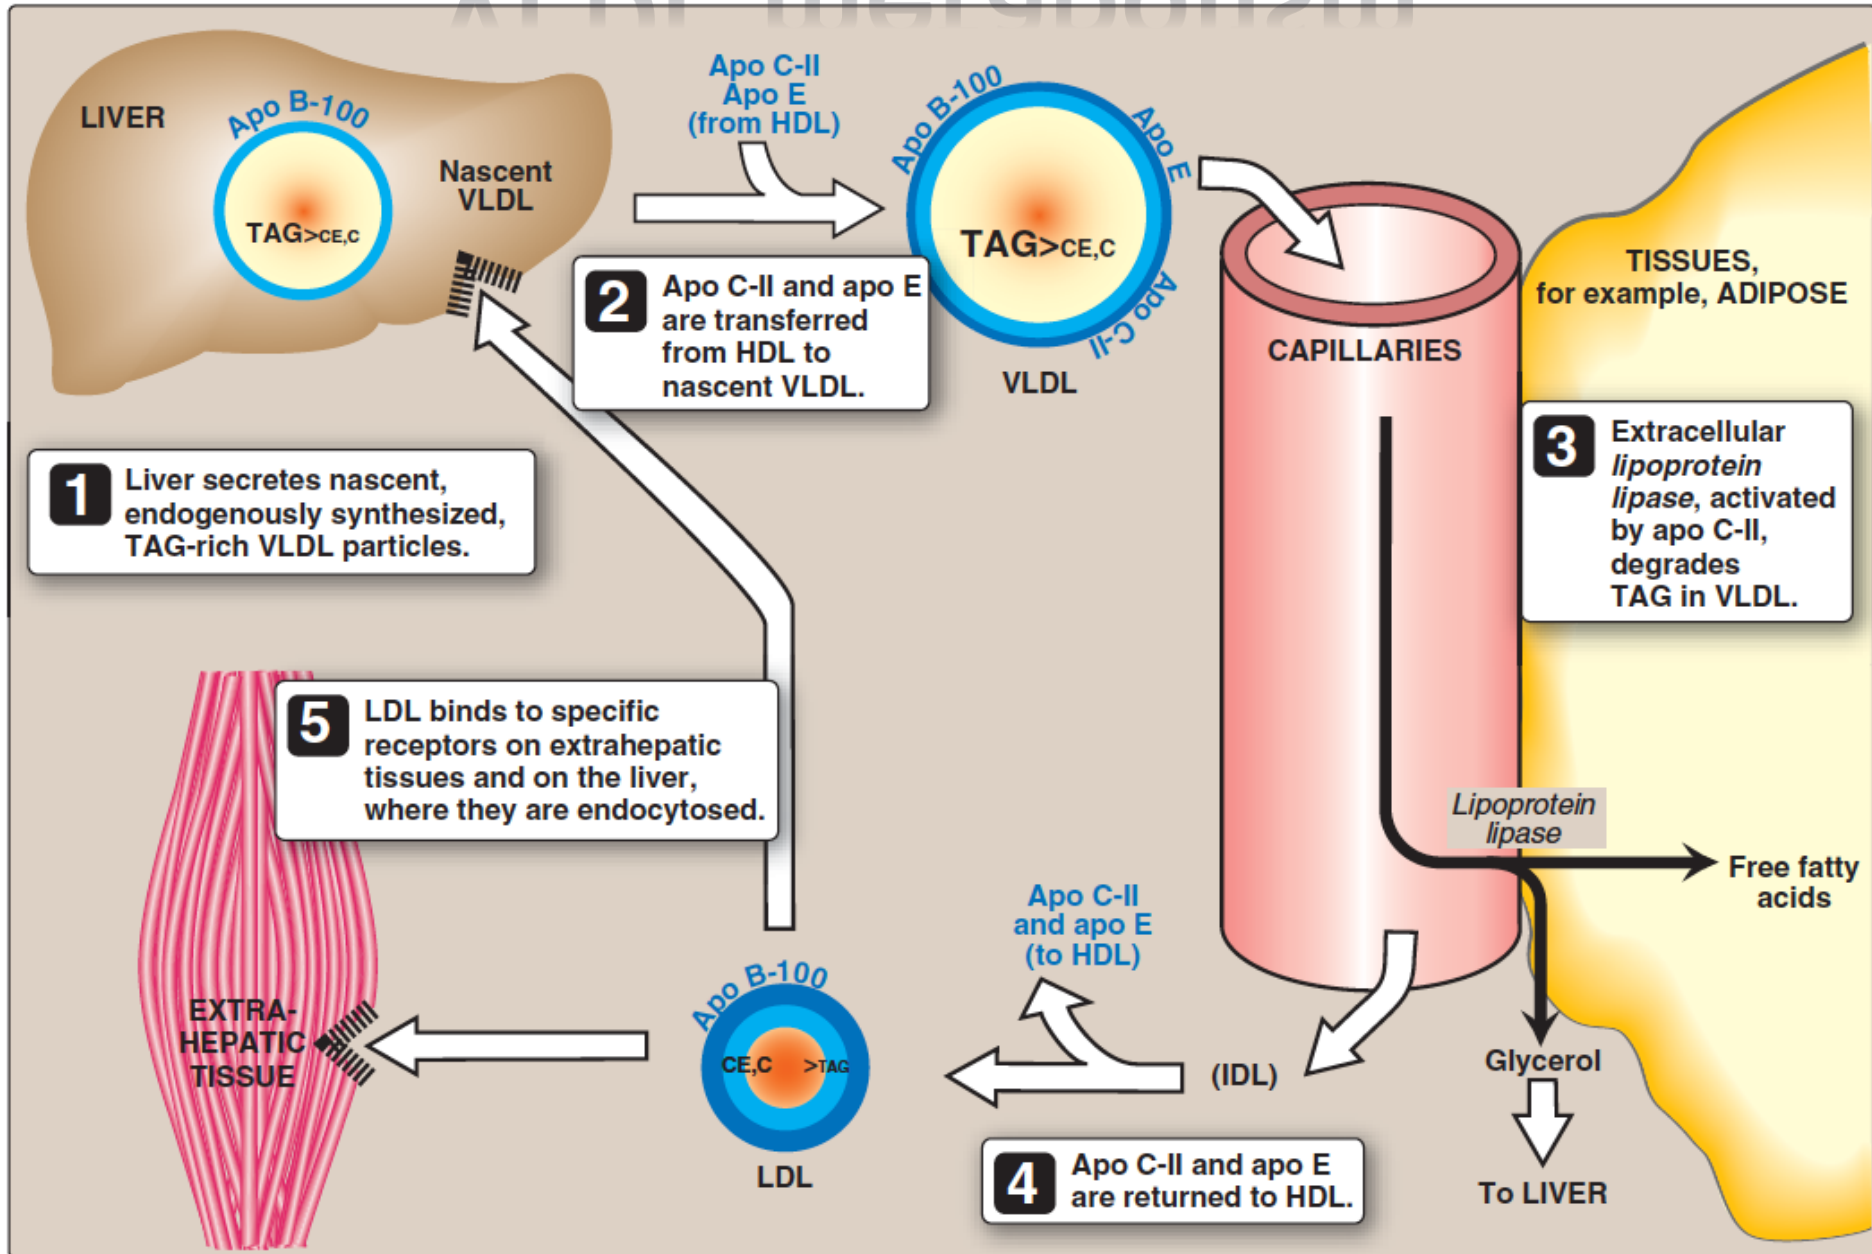 VLDL metabolism
LIVER
Apo B-100
TAG>CE,C
Nascent
VLDL
Apo C-II
Apo E
(from HDL)
Apo B-100
Apo E
Apo C-II
TAG>CE,C
VLDL
CAPILLARIES
TISSUES,
for example, ADIPOSE
1
Liver secretes nascent,
endogenously synthesized,
TAG-rich VLDL particles.
2
Apo C-II and apo E
are transferred
from HDL to
nascent VLDL.
3
Extracellular
lipoprotein
lipase, activated
by apo C-II,
degrades
TAG in VLDL.
Lipoprotein
lipase
Free fatty
acids
Glycerol
To LIVER
(IDL)
Apo C-II
and apo E
(to HDL)
4
Apo C-II and apo E
are returned to HDL.
Apo B-100
CE,C >TAG
LDL
5
LDL binds to specific
receptors on extrahepatic
tissues and on the liver,
where they are endocytosed.
EXTRA-
HEPATIC
TISSUE